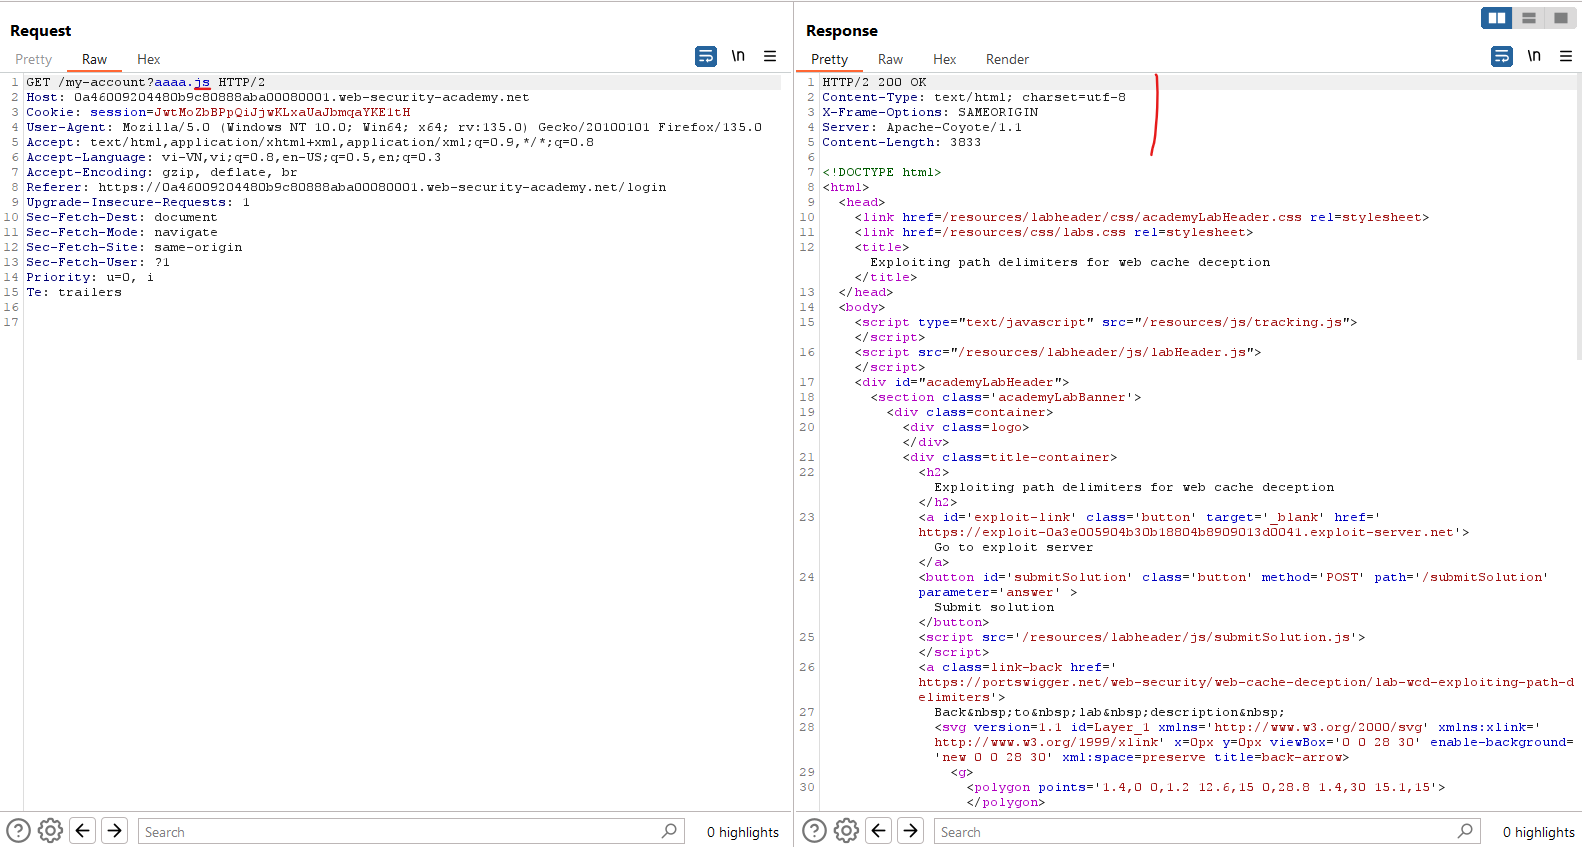 Request
Pretty Raw Hex \n
1 GET /my-account?aaaa.js HTTP/2
2 Host: 0a46009204480b9c80888aba00080001.web-security-academy.net
3 Cookie: session=JwtMoZbBPpQiJjwKLxaUaJbmqaYKE1tH
4 User-Agent: Mozilla/5.0 (Windows NT 10.0; Win64; x64; rv:135.0) Gecko/20100101 Firefox/135.0
5 Accept: text/html,application/xhtml+xml,application/xml;q=0.9,*/*;q=0.8
6 Accept-Language: vi-VN,vi;q=0.8,en-US;q=0.5,en;q=0.3
7 Accept-Encoding: gzip, deflate, br
8 Referer: https://0a46009204480b9c80888aba00080001.web-security-academy.net/login
9 Upgrade-Insecure-Requests: 1
10 Sec-Fetch-Dest: document
11 Sec-Fetch-Mode: navigate
12 Sec-Fetch-Site: same-origin
13 Sec-Fetch-User: ?1
14 Priority: u=0, i
15 Te: trailers
16
17
Search 0 highlights
Response
Pretty Raw Hex Render \n
1 HTTP/2 200 OK
2 Content-Type: text/html; charset=utf-8
3 X-Frame-Options: SAMEORIGIN
4 Server: Apache-Coyote/1.1
5 Content-Length: 3833
6
7 <!DOCTYPE html>
8 <html>
9 <head>
10 <link href=/resources/labheader/css/academyLabHeader.css rel=stylesheet>
11 <link href=/resources/css/labs.css rel=stylesheet>
12 <title>
Exploiting path delimiters for web cache deception
</title>
13 </head>
14 <body>
15 <script type="text/javascript" src="/resources/js/tracking.js">
</script>
16 <script src="/resources/labheader/js/labHeader.js">
</script>
17 <div id="academyLabHeader">
18 <section class='academyLabBanner'>
19 <div class=container>
20 <div class=logo>
</div>
21 <div class=title-container>
22 <h2>
Exploiting path delimiters for web cache deception
</h2>
23 <a id='exploit-link' class='button' target='_blank' href='
https://exploit-0a3e005904b30b18804b8909013d0041.exploit-server.net'>
Go to exploit server
</a>
24 <button id='submitSolution' class='button' method='POST' path='/submitSolution'
parameter='answer' >
Submit solution
</button>
25 <script src='/resources/labheader/js/submitSolution.js'>
</script>
26 <a class=link-back href='
https://portswigger.net/web-security/web-cache-deception/lab-wcd-exploiting-path-d
elimiters'>
27 Back&nbsp;to&nbsp;lab&nbsp;description&nbsp;
28 <svg version=1.1 id=Layer_1 xmlns='http://www.w3.org/2000/svg' xmlns:xlink='
http://www.w3.org/1999/xlink' x=0px y=0px viewBox='0 0 28 30' enable-background=
'new 0 0 28 30' xml:space=preserve title=back-arrow>
29 <g>
30 <polygon points='1.4,0 0,1.2 12.6,15 0,28.8 1.4,30 15.1,15'>
</polygon>
Search 0 highlights